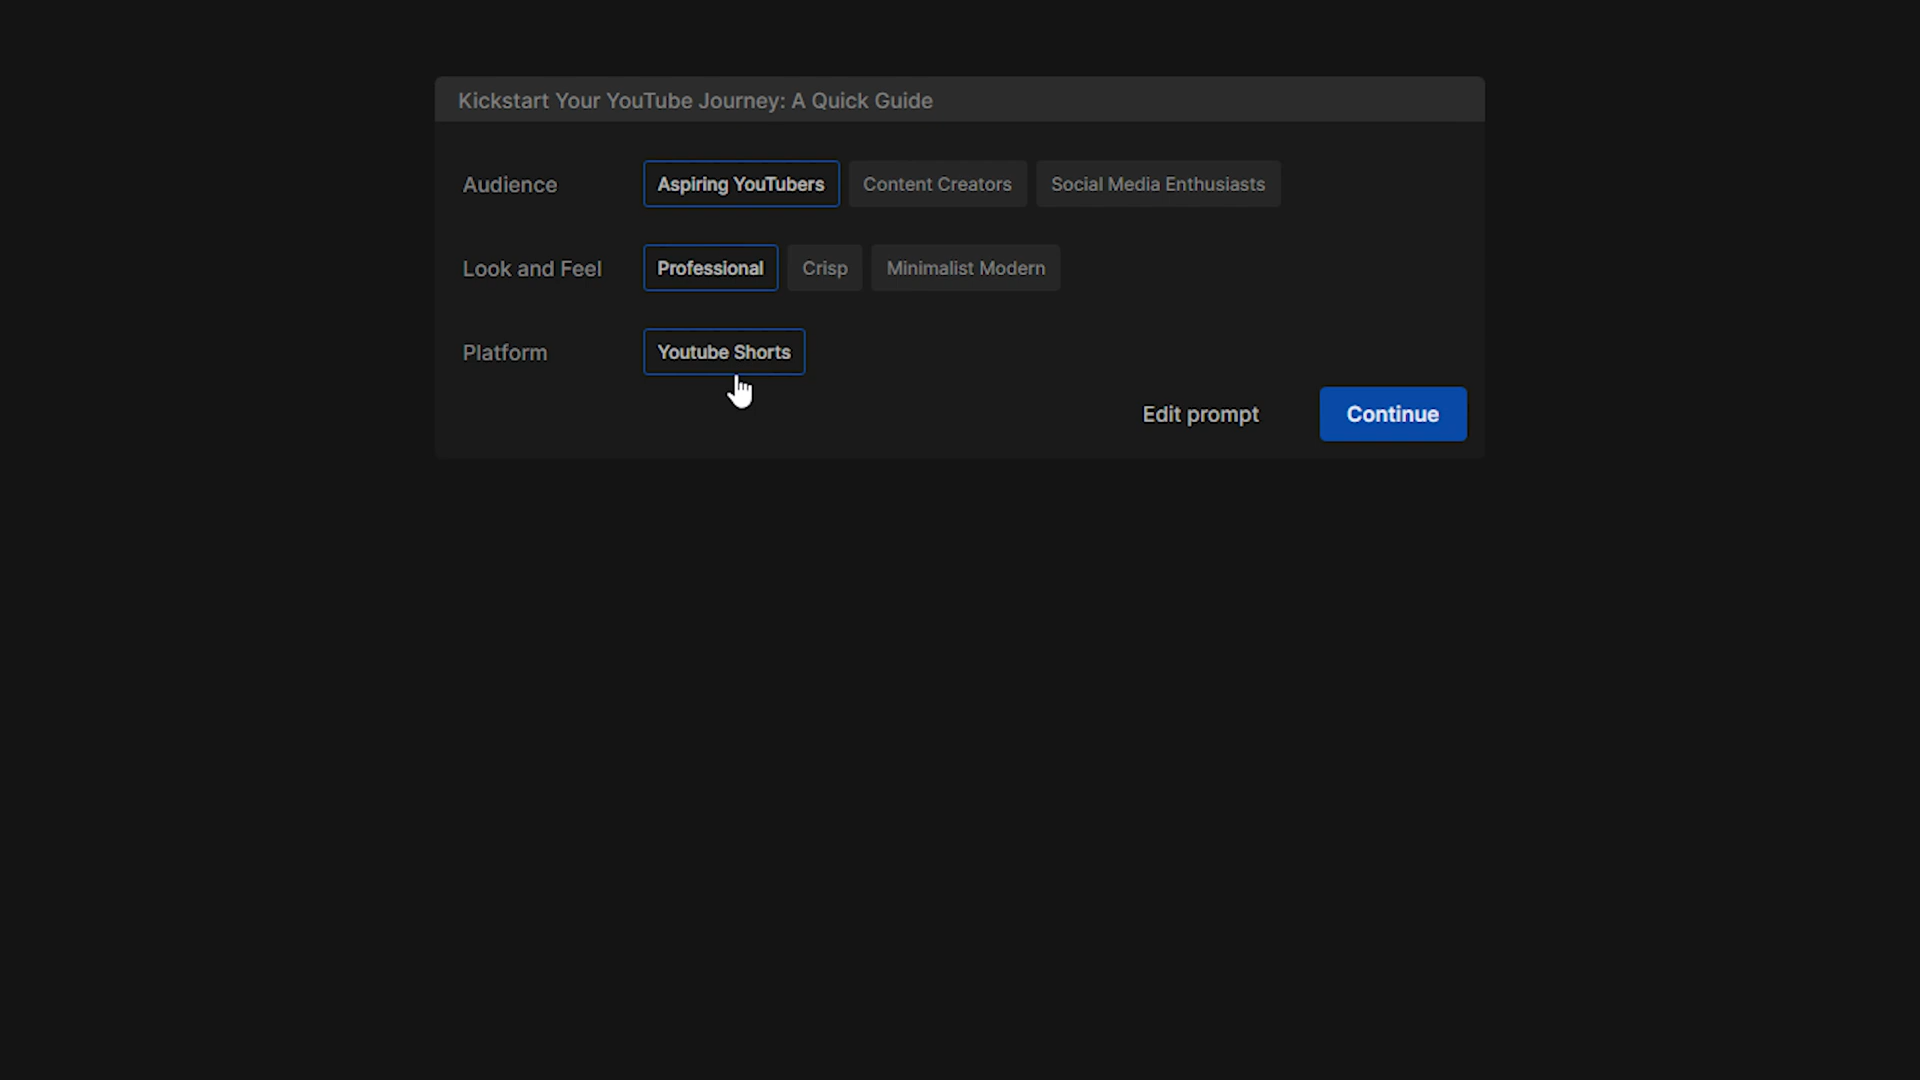 Kickstart Your YouTube Journey: A Quick Guide
Audience Aspiring YouTubers Content Creators Social Media Enthusiasts
Look and Feel Professional Crisp Minimalist Modern
Platform Youtube Shorts
Edit prompt Continue